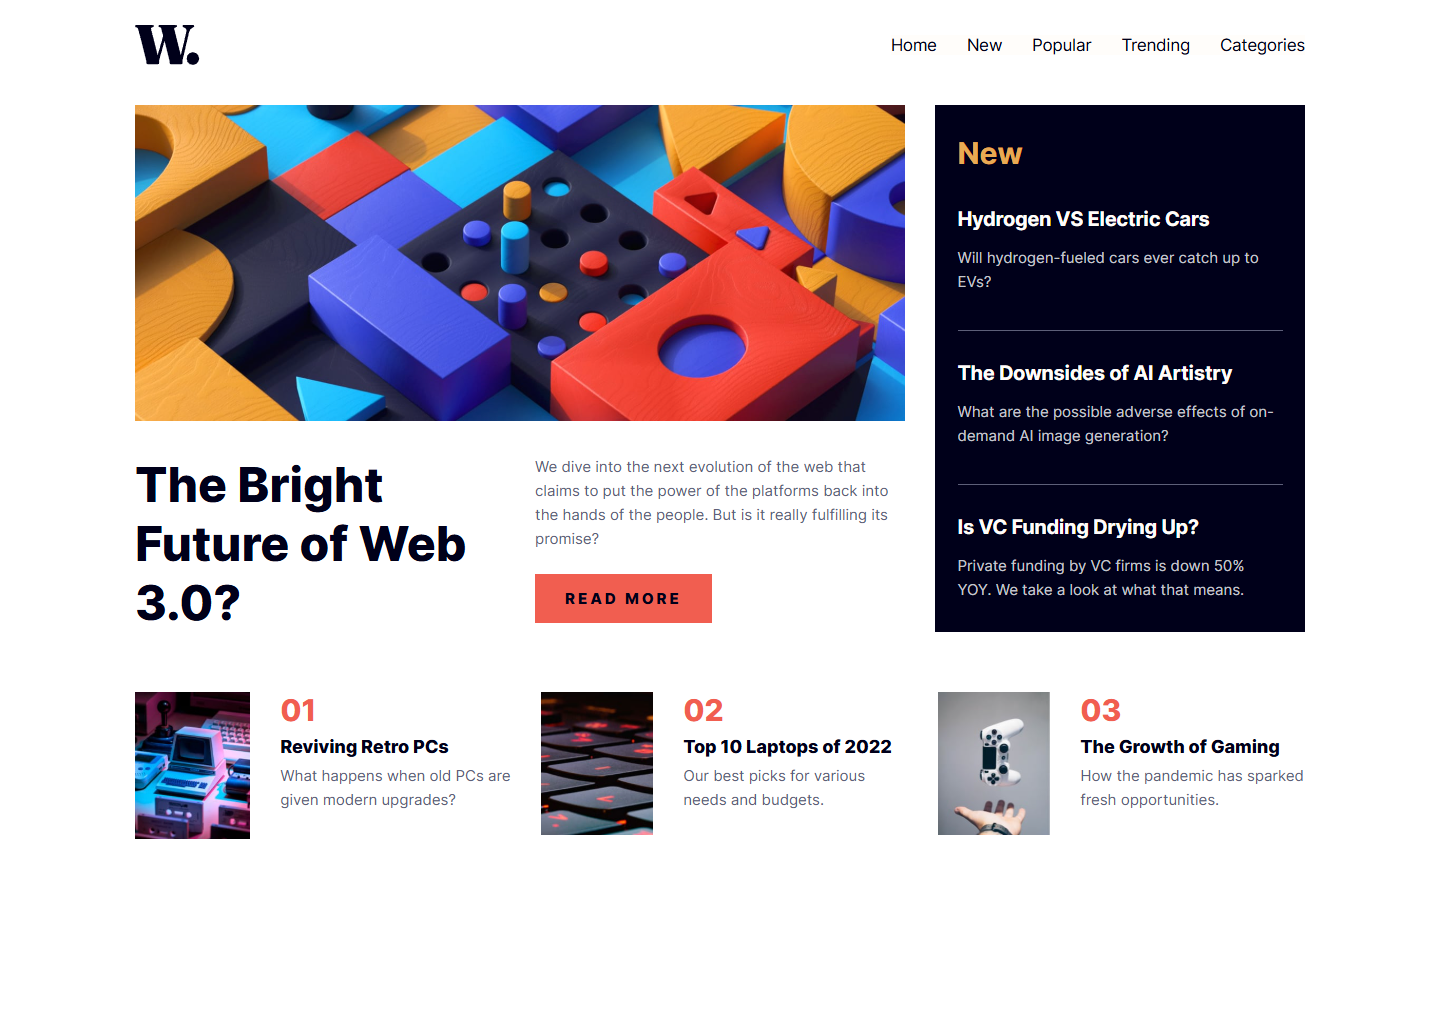 W.
Home New Popular Trending Categories
New
Hydrogen VS Electric Cars
Will hydrogen-fueled cars ever catch up to
EVs?
The Downsides of AI Artistry
What are the possible adverse effects of on-
demand AI image generation?
Is VC Funding Drying Up?
Private funding by VC firms is down 50%
YOY. We take a look at what that means.
The Bright
Future of Web
3.0?
We dive into the next evolution of the web that
claims to put the power of the platforms back into
the hands of the people. But is it really fulfilling its
promise?
READ MORE
01
Reviving Retro PCs
What happens when old PCs are
given modern upgrades?
02
Top 10 Laptops of 2022
Our best picks for various
needs and budgets.
03
The Growth of Gaming
How the pandemic has sparked
fresh opportunities.